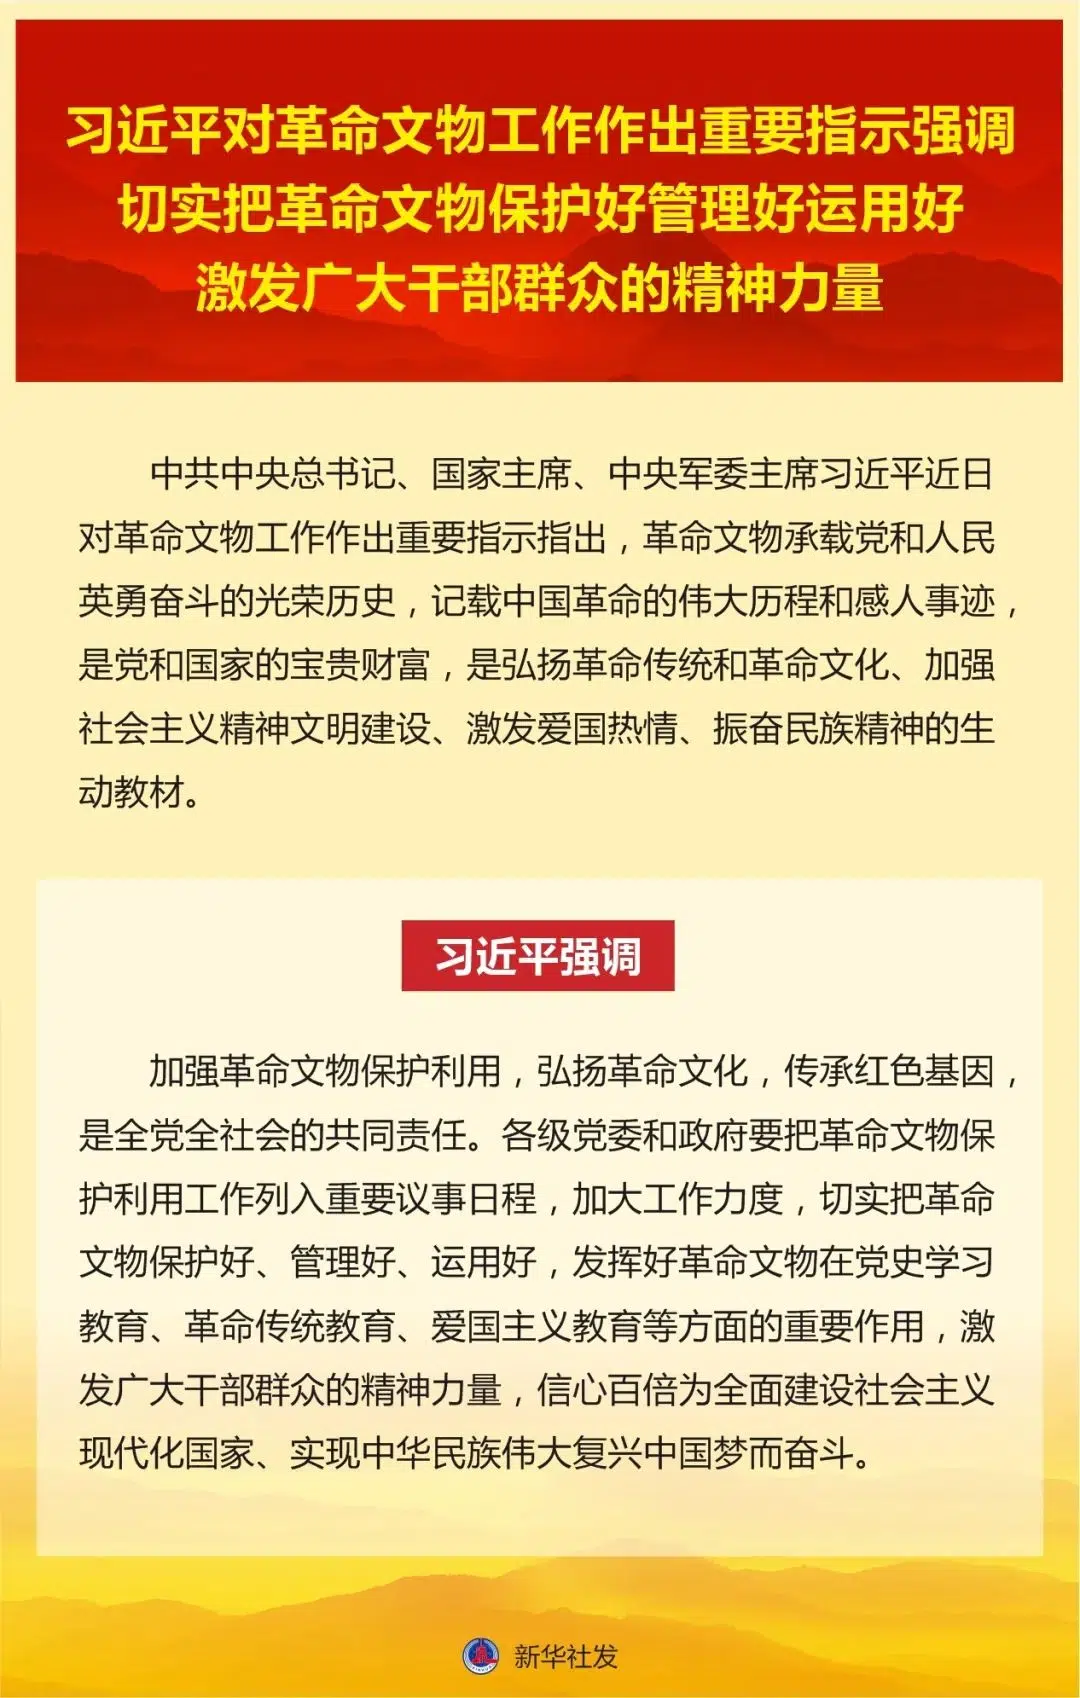 习近平对革命文物工作作出重要指示强调
切实把革命文物保护好管理好运用好
激发广大干部群众的精神力量
中共中央总书记、国家主席、中央军委主席习近平近日
对革命文物工作作出重要指示指出，革命文物承载党和人民
英勇奋斗的光荣历史，记载中国革命的伟大历程和感人事迹，
是党和国家的宝贵财富，是弘扬革命传统和革命文化、加强
社会主义精神文明建设、激发爱国热情、振奋民族精神的生
动教材。
习近平强调
加强革命文物保护利用，弘扬革命文化，传承红色基因，
是全党全社会的共同责任。各级党委和政府要把革命文物保
护利用工作列入重要议事日程，加大工作力度，切实把革命
文物保护好、管理好、运用好，发挥好革命文物在党史学习
教育、革命传统教育、爱国主义教育等方面的重要作用，激
发广大干部群众的精神力量，信心百倍为全面建设社会主义
现代化国家、实现中华民族伟大复兴中国梦而奋斗。
新华社发